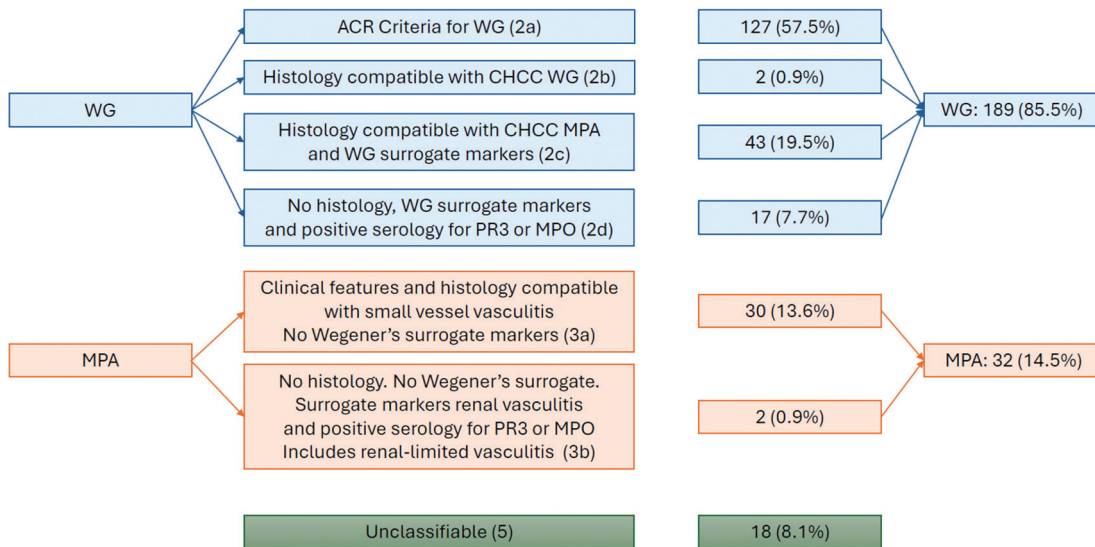 ACR Criteria for WG (2a)
127 (57.5%)
Histology compatible with CHCC WG (2b)
2 (0.9%)
WG
WG: 189 (85.5%)
Histology compatible with CHCC MPA
and WG surrogate markers (2c)
43 (19.5%)
No histology, WG surrogate markers
and positive serology for PR3 or MPO (2d)
17 (7.7%)
Clinical features and histology compatible
with small vessel vasculitis
No Wegener’s surrogate markers (3a)
30 (13.6%)
MPA
MPA: 32 (14.5%)
No histology. No Wegener’s surrogate.
Surrogate markers renal vasculitis
and positive serology for PR3 or MPO
Includes renal-limited vasculitis (3b)
2 (0.9%)
Unclassifiable (5)
18 (8.1%)